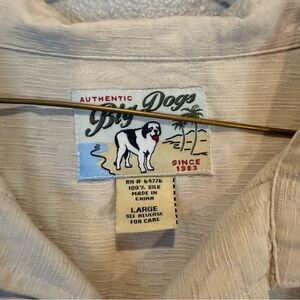 AUTHENTIC
Big Dogs
SINCE
1983
RN # 64776
100% SILK
MADE IN
CHINA
LARGE
SEE REVERSE
FOR CARE